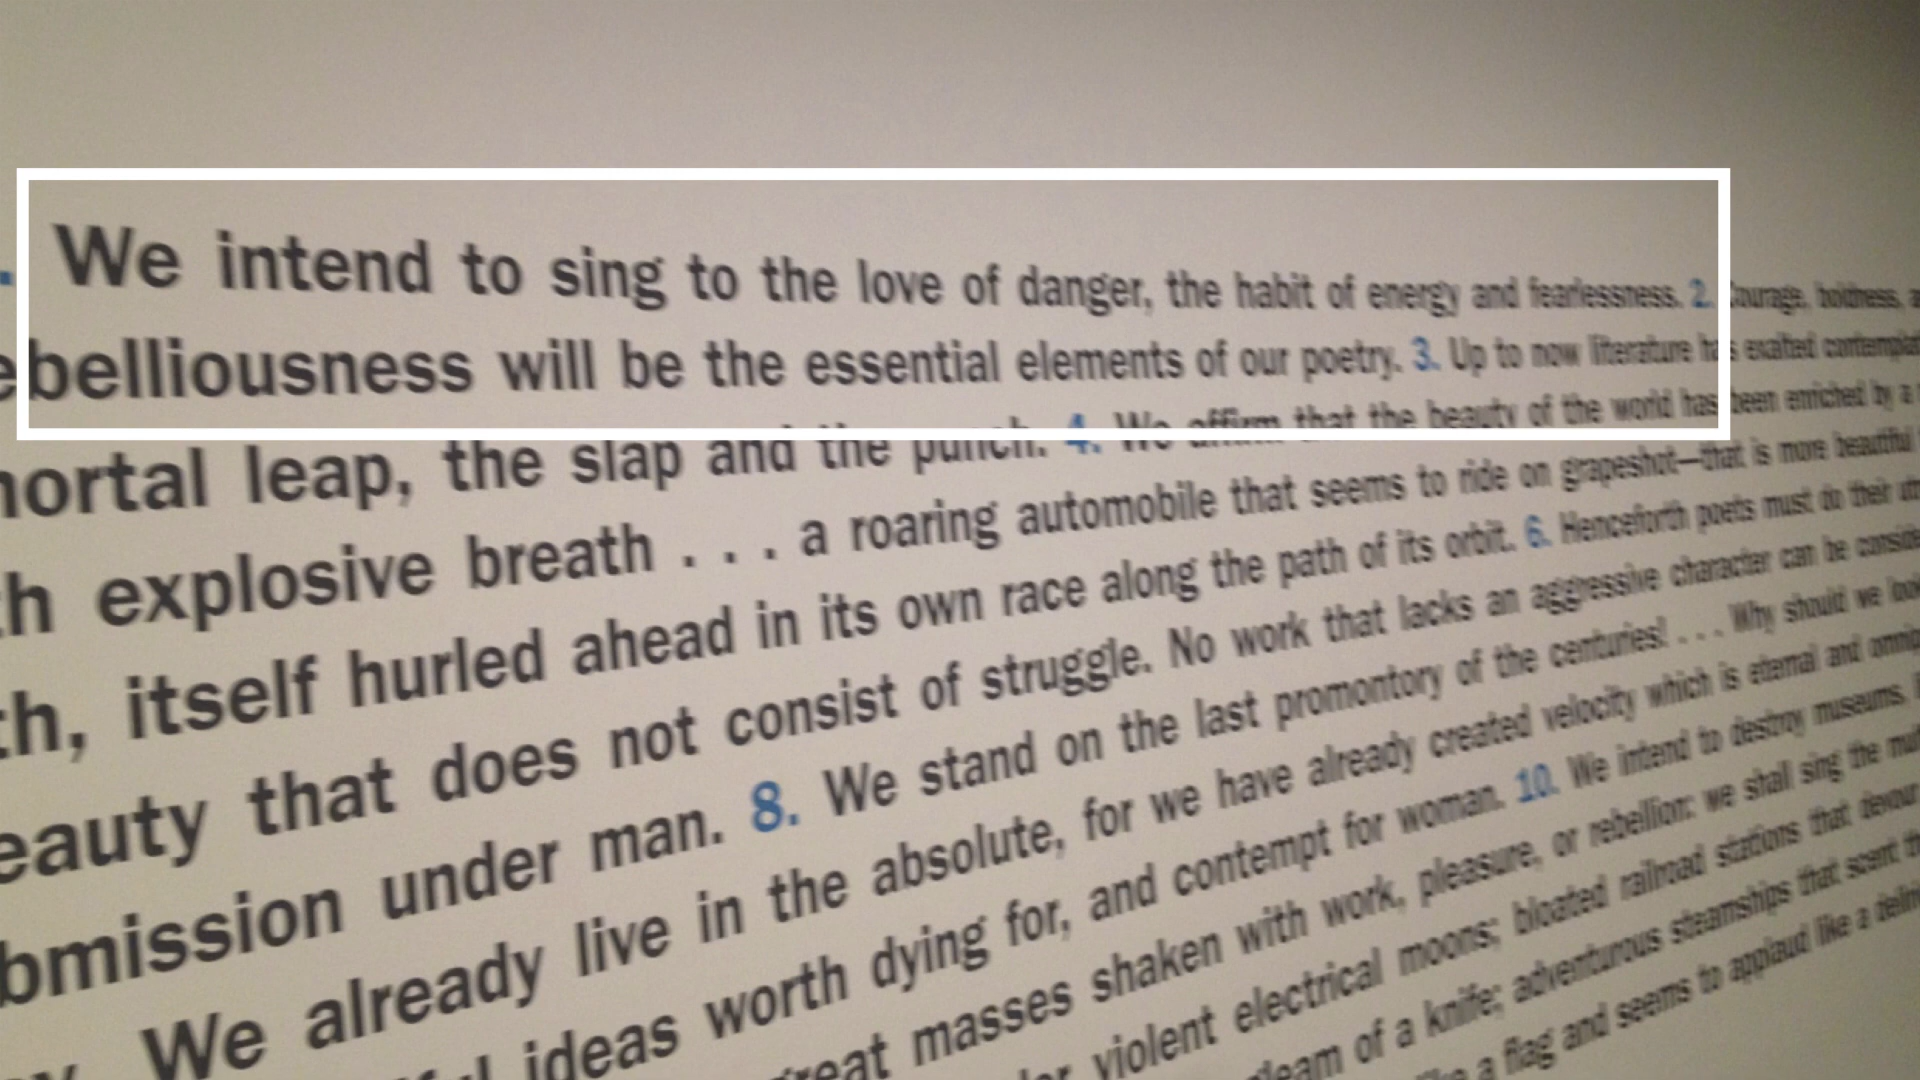 . We intend to sing to the love of danger, the habit of energy and fearlessness. 2. Courage, boldness, a
ebelliousness will be the essential elements of our poetry. 3. Up to now literature has exalted contemplat
mortal leap, the slap and the punch. 4. We affirm that the beauty of the world has been enriched by a
th explosive breath . . . a roaring automobile that seems to ride on grapeshot—that is more beautiful
th, itself hurled ahead in its own race along the path of its orbit. 6. Henceforth poets must do their
eauty that does not consist of struggle. No work that lacks an aggressive character can be conside
bmission under man. 8. We stand on the last promontory of the centuries! . . . Why should we look
We already live in the absolute, for we have already created velocity which is eternal and omnip
ideas worth dying for, and contempt for woman. 10. We intend to destroy museums,
great masses shaken with work, pleasure, or rebellion: we shall sing the
violent electrical moons; bloated railroad stations that devour
gleam of a knife; adventurous steamships that scent
a flag and seems to applaud like a